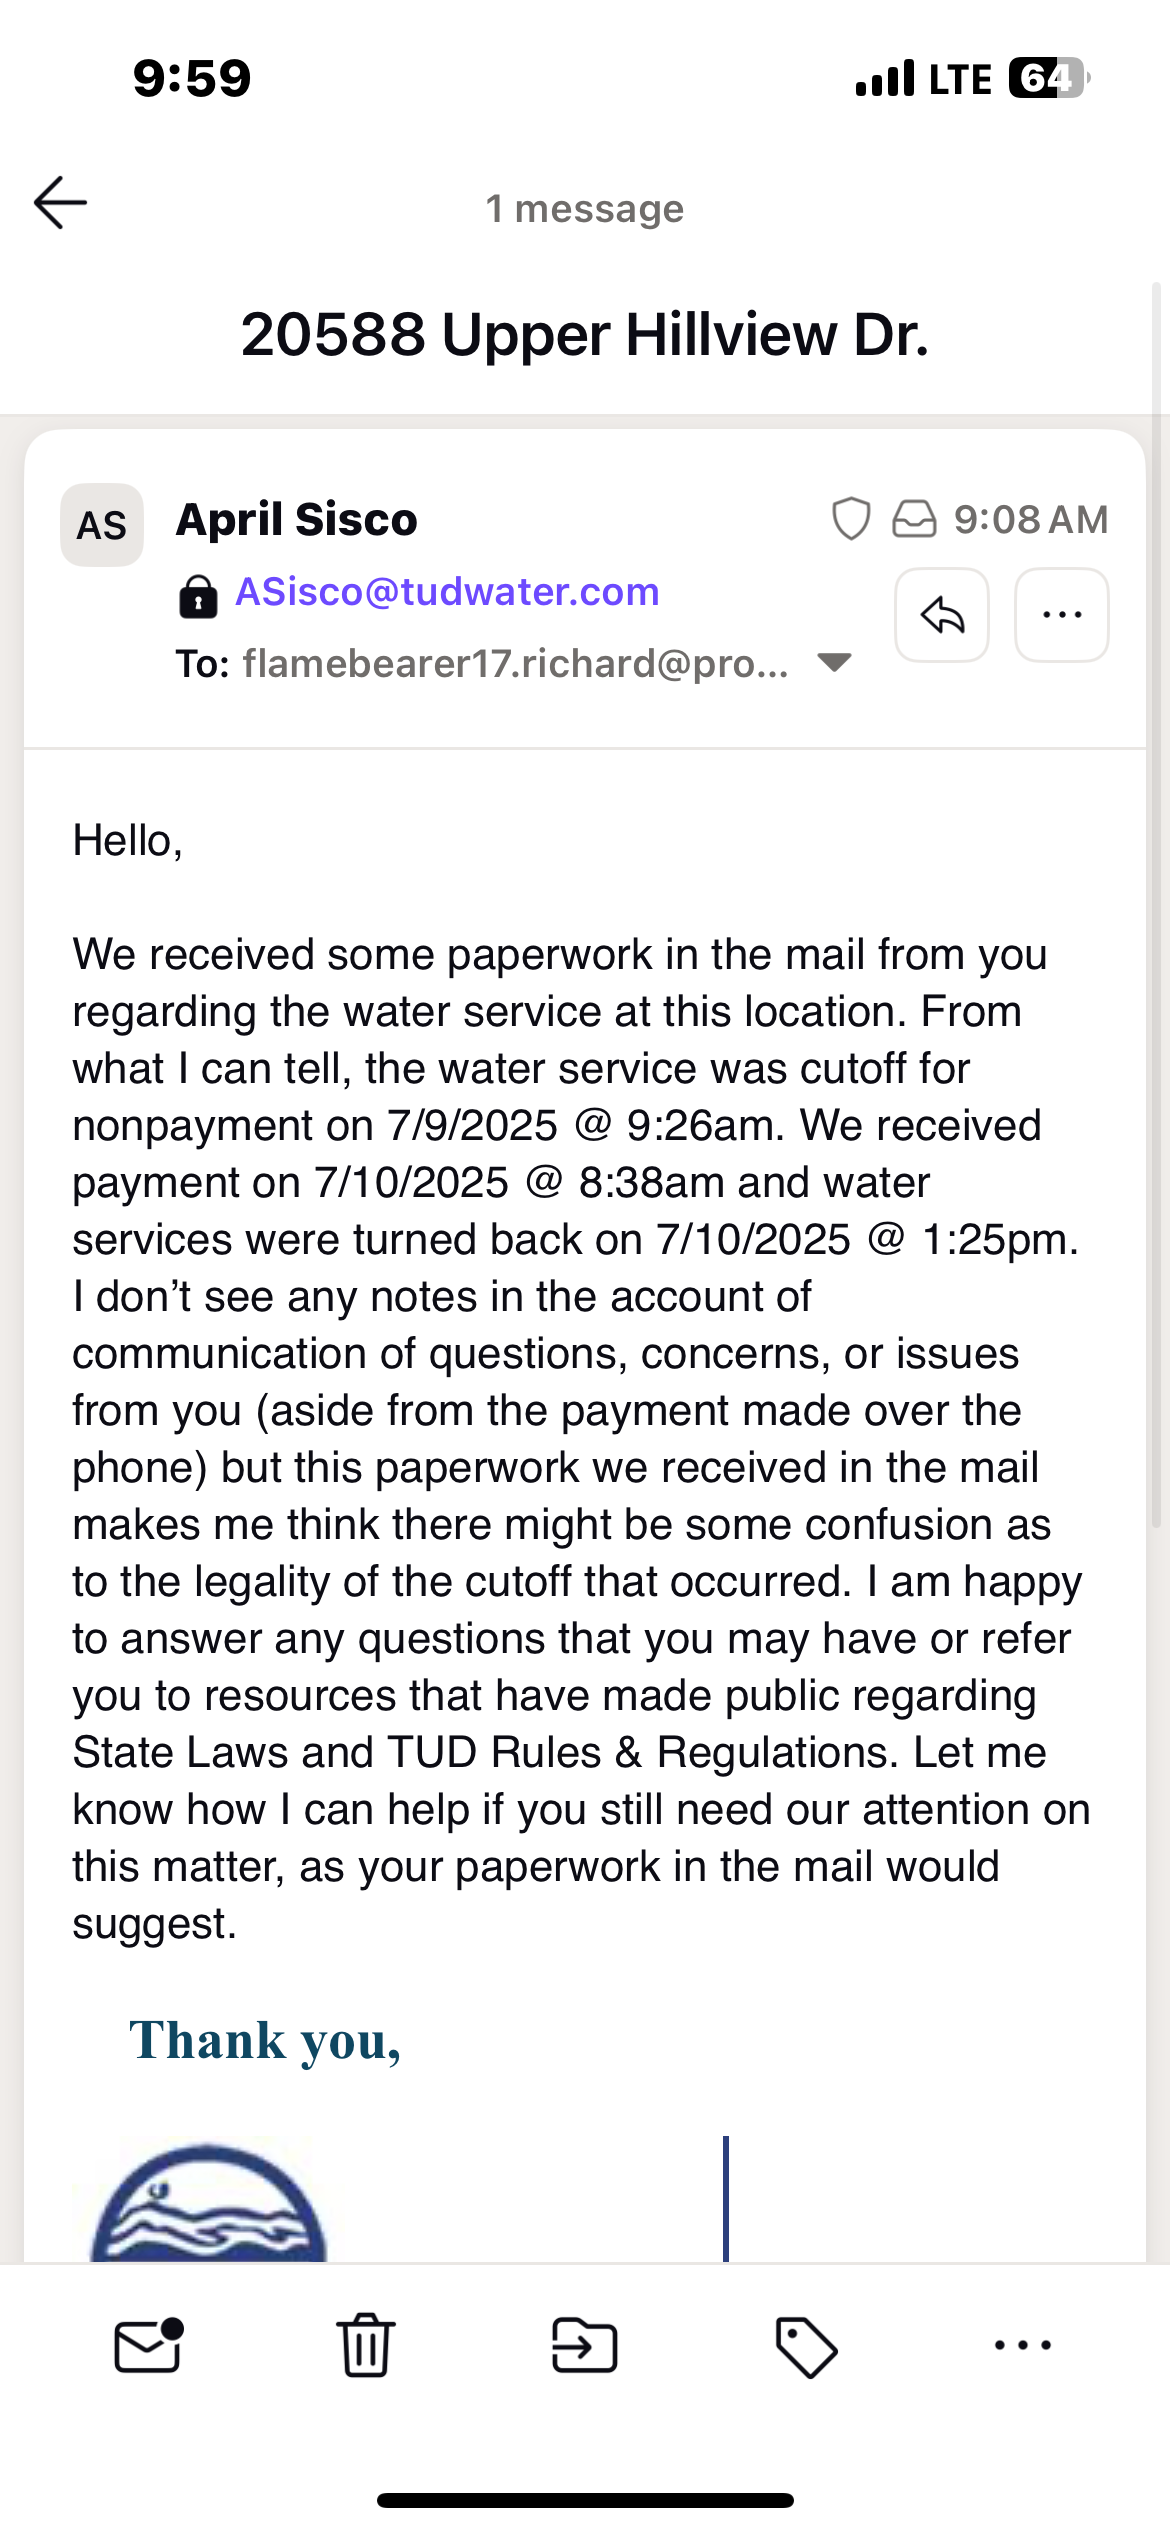 9:59
LTE 64
1 message
20588 Upper Hillview Dr.
AS
April Sisco
9:08 AM
ASisco@tudwater.com
To: flamebearer17.richard@pro...
Hello,
We received some paperwork in the mail from you
regarding the water service at this location. From
what I can tell, the water service was cutoff for
nonpayment on 7/9/2025 @ 9:26am. We received
payment on 7/10/2025 @ 8:38am and water
services were turned back on 7/10/2025 @ 1:25pm.
I don’t see any notes in the account of
communication of questions, concerns, or issues
from you (aside from the payment made over the
phone) but this paperwork we received in the mail
makes me think there might be some confusion as
to the legality of the cutoff that occurred. I am happy
to answer any questions that you may have or refer
you to resources that have made public regarding
State Laws and TUD Rules & Regulations. Let me
know how I can help if you still need our attention on
this matter, as your paperwork in the mail would
suggest.
Thank you,